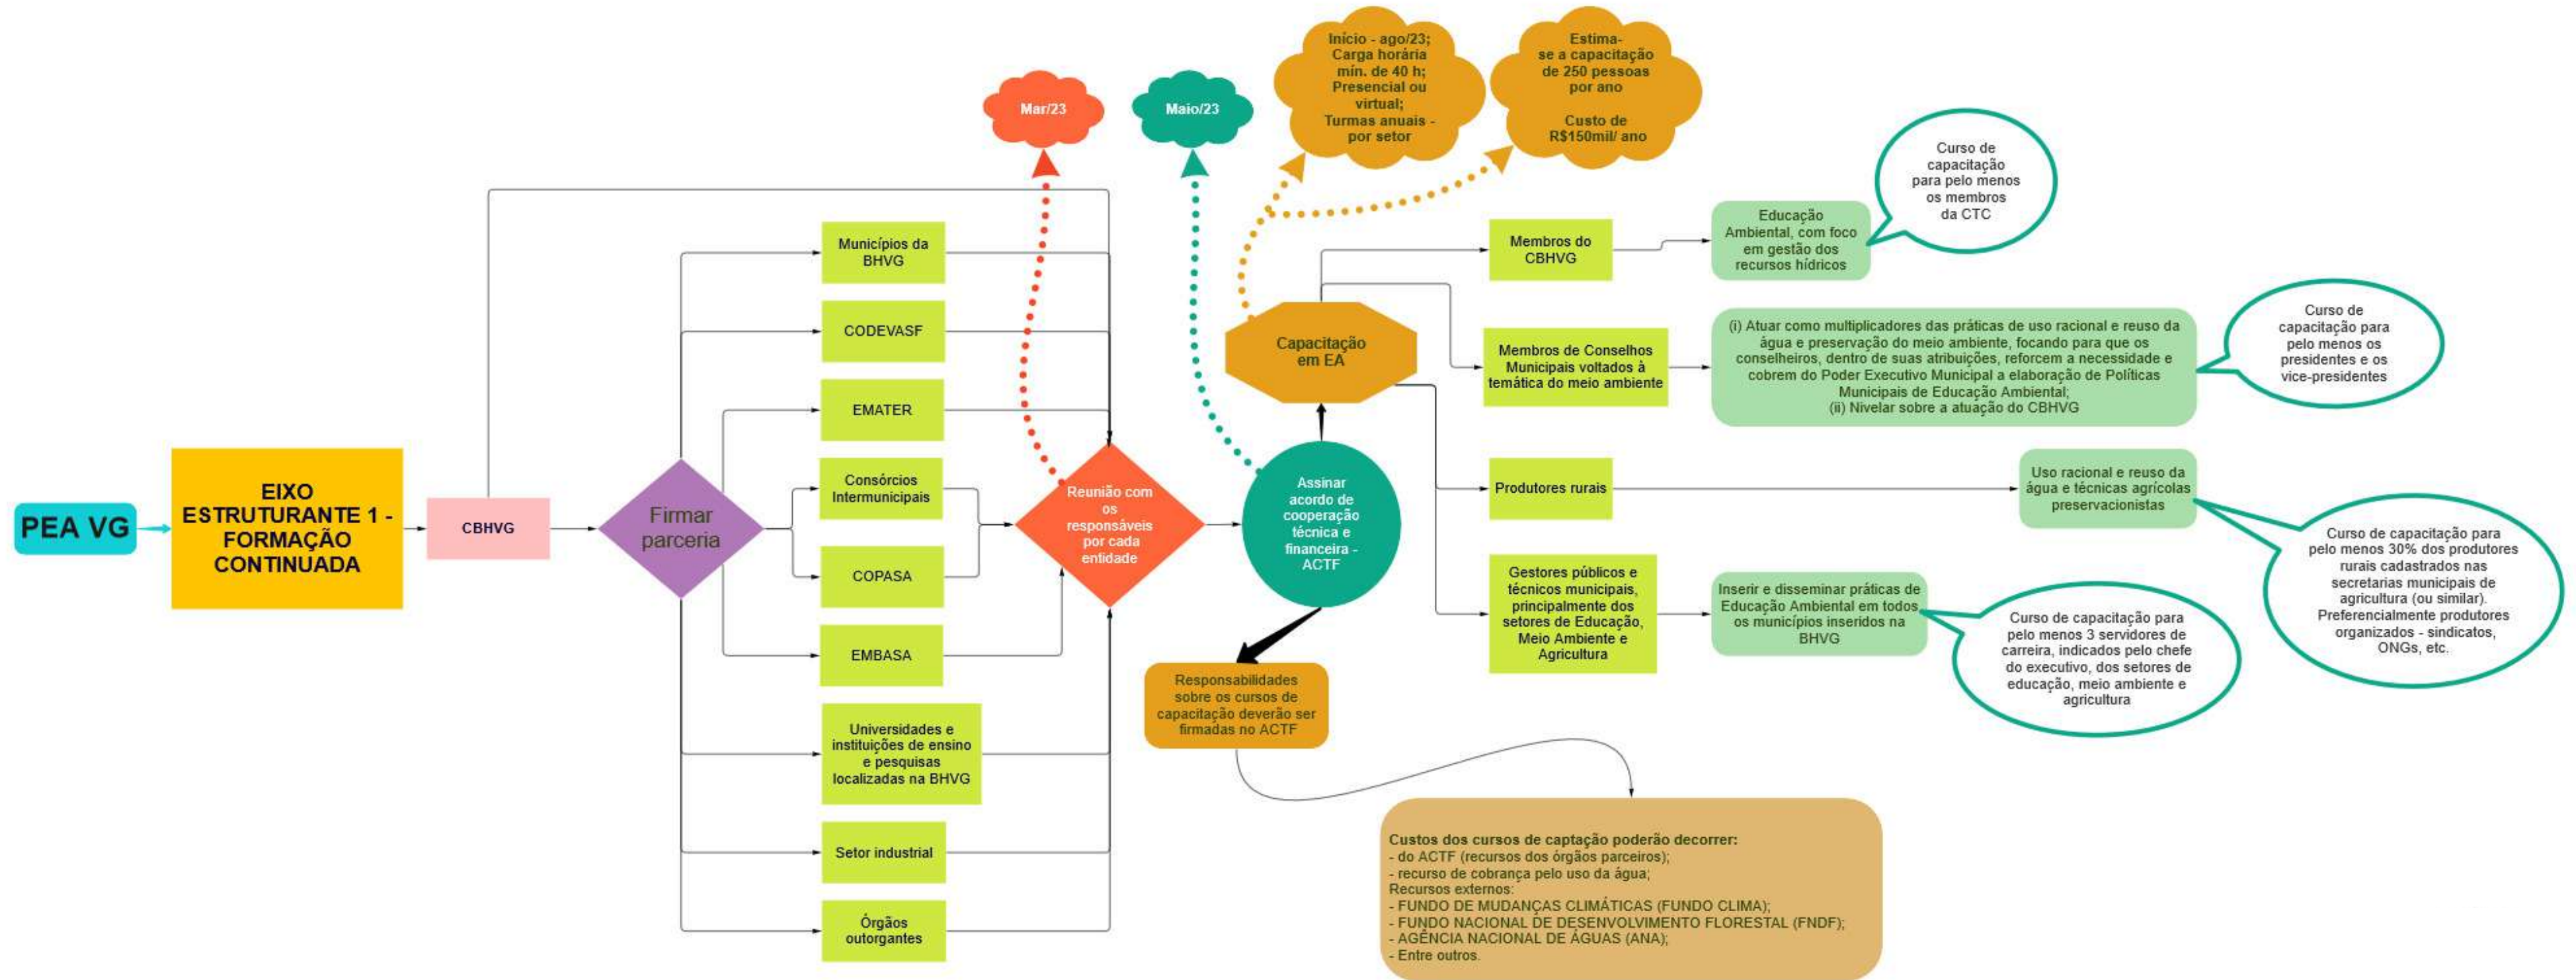 PEA VG
EIXO
ESTRUTURANTE 1 -
FORMAÇÃO
CONTINUADA
CBHVG
Firmar
parceria
Municípios da
BHVG
CODEVASF
EMATER
Consórcios
Intermunicipais
COPASA
EMBASA
Universidades e
instituições de ensino
e pesquisas
localizadas na BHVG
Setor industrial
Órgãos
outorgantes
Mar/23
Reunião com
os
responsáveis
por cada
entidade
Maio/23
Assinar
acordo de
cooperação
técnica e
financeira -
ACTF
Responsabilidades
sobre os cursos de
capacitação deverão ser
firmadas no ACTF
Custos dos cursos de captação poderão decorrer:
- do ACTF (recursos dos órgãos parceiros);
- recurso de cobrança pelo uso da água;
Recursos externos:
- FUNDO DE MUDANÇAS CLIMÁTICAS (FUNDO CLIMA);
- FUNDO NACIONAL DE DESENVOLVIMENTO FLORESTAL (FNDF);
- AGÊNCIA NACIONAL DE ÁGUAS (ANA);
- Entre outros.
Início - ago/23;
Carga horária
mín. de 40 h;
Presencial ou
virtual;
Turmas anuais -
por setor
Estima-
se a capacitação
de 250 pessoas
por ano
Custo de
R$150mil/ ano
Capacitação
em EA
Membros do
CBHVG
Educação
Ambiental, com foco
em gestão dos
recursos hídricos
Curso de
capacitação
para pelo menos
os membros
da CTC
Membros de Conselhos
Municipais voltados à
temática do meio ambiente
(i) Atuar como multiplicadores das práticas de uso racional e reuso da
água e preservação do meio ambiente, focando para que os
conselheiros, dentro de suas atribuições, reforcem a necessidade e
cobrem do Poder Executivo Municipal a elaboração de Políticas
Municipais de Educação Ambiental;
(ii) Nivelar sobre a atuação do CBHVG
Curso de
capacitação para
pelo menos os
presidentes e os
vice-presidentes
Produtores rurais
Uso racional e reuso da
água e técnicas agrícolas
preservacionistas
Curso de capacitação para
pelo menos 30% dos produtores
rurais cadastrados nas
secretarias municipais de
agricultura (ou similar).
Preferencialmente produtores
organizados - sindicatos,
ONGs, etc.
Gestores públicos e
técnicos municipais,
principalmente dos
setores de Educação,
Meio Ambiente e
Agricultura
Inserir e disseminar práticas de
Educação Ambiental em todos
os municípios inseridos na
BHVG
Curso de capacitação para
pelo menos 3 servidores de
carreira, indicados pelo chefe
do executivo, dos setores de
educação, meio ambiente e
agricultura